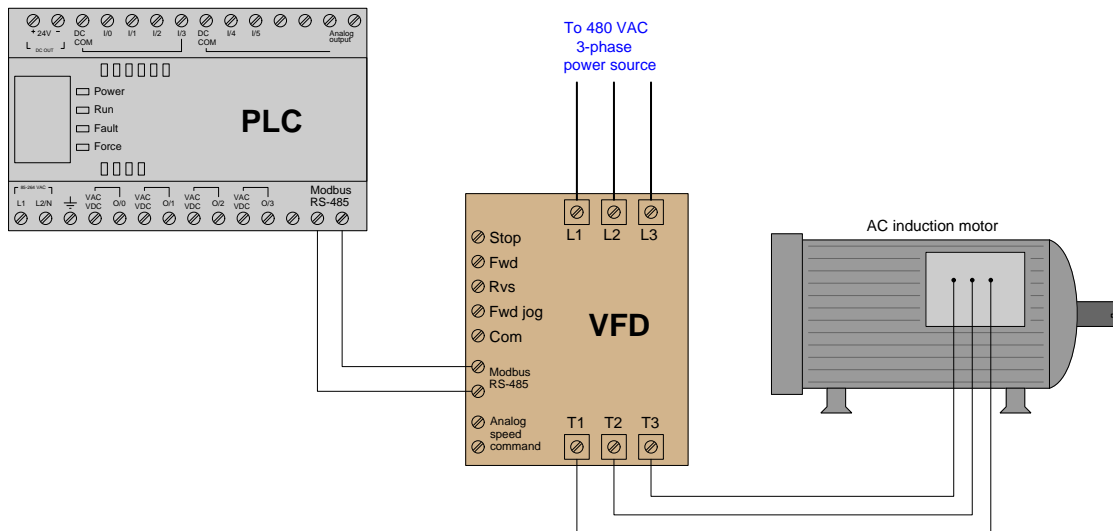 + 24V −
DC OUT
DC COM
I/0
I/1
I/2
I/3
DC COM
I/4
I/5
Analog output
Power
Run
Fault
Force
PLC
85-264 VAC
L1
L2/N
VAC VDC
O/0
VAC VDC
O/1
VAC VDC
O/2
VAC VDC
O/3
Modbus
RS-485
To 480 VAC
3-phase
power source
L1
L2
L3
Stop
Fwd
Rvs
Fwd jog
Com
VFD
Modbus
RS-485
Analog
speed
command
T1
T2
T3
AC induction motor